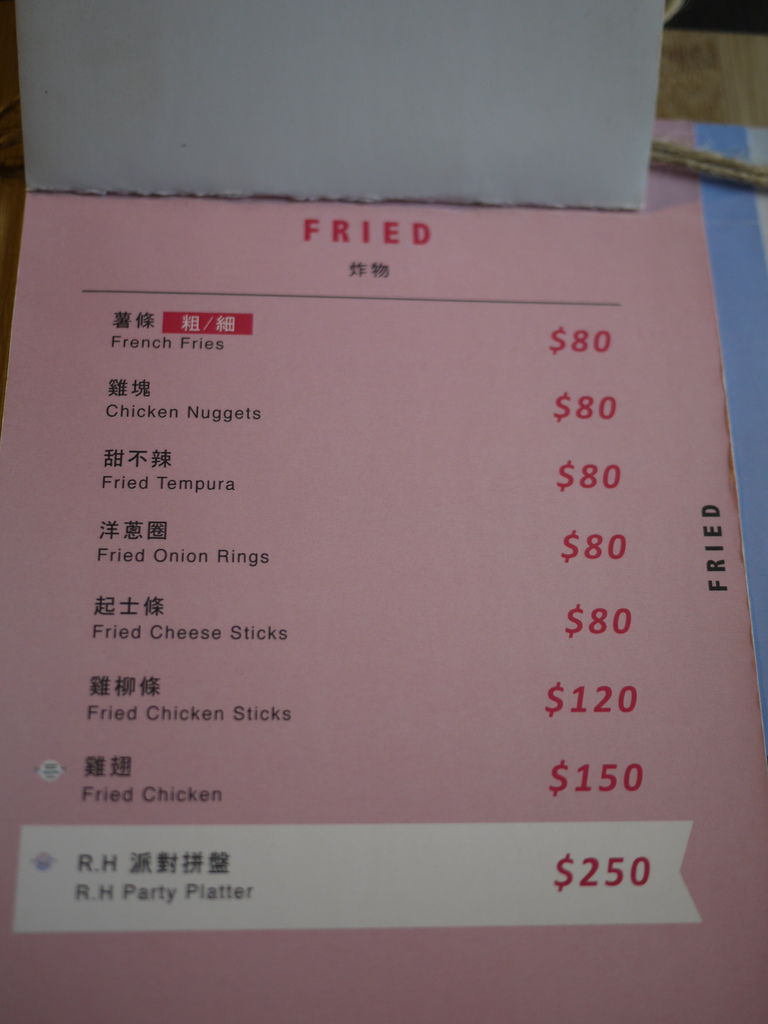 FRIED
炸物
薯條 粗/細
French Fries
$80
雞塊
Chicken Nuggets
$80
甜不辣
Fried Tempura
$80
洋蔥圈
Fried Onion Rings
$80
起士條
Fried Cheese Sticks
$80
雞柳條
Fried Chicken Sticks
$120
雞翅
Fried Chicken
$150
R.H 派對拼盤
R.H Party Platter
$250
FRIED